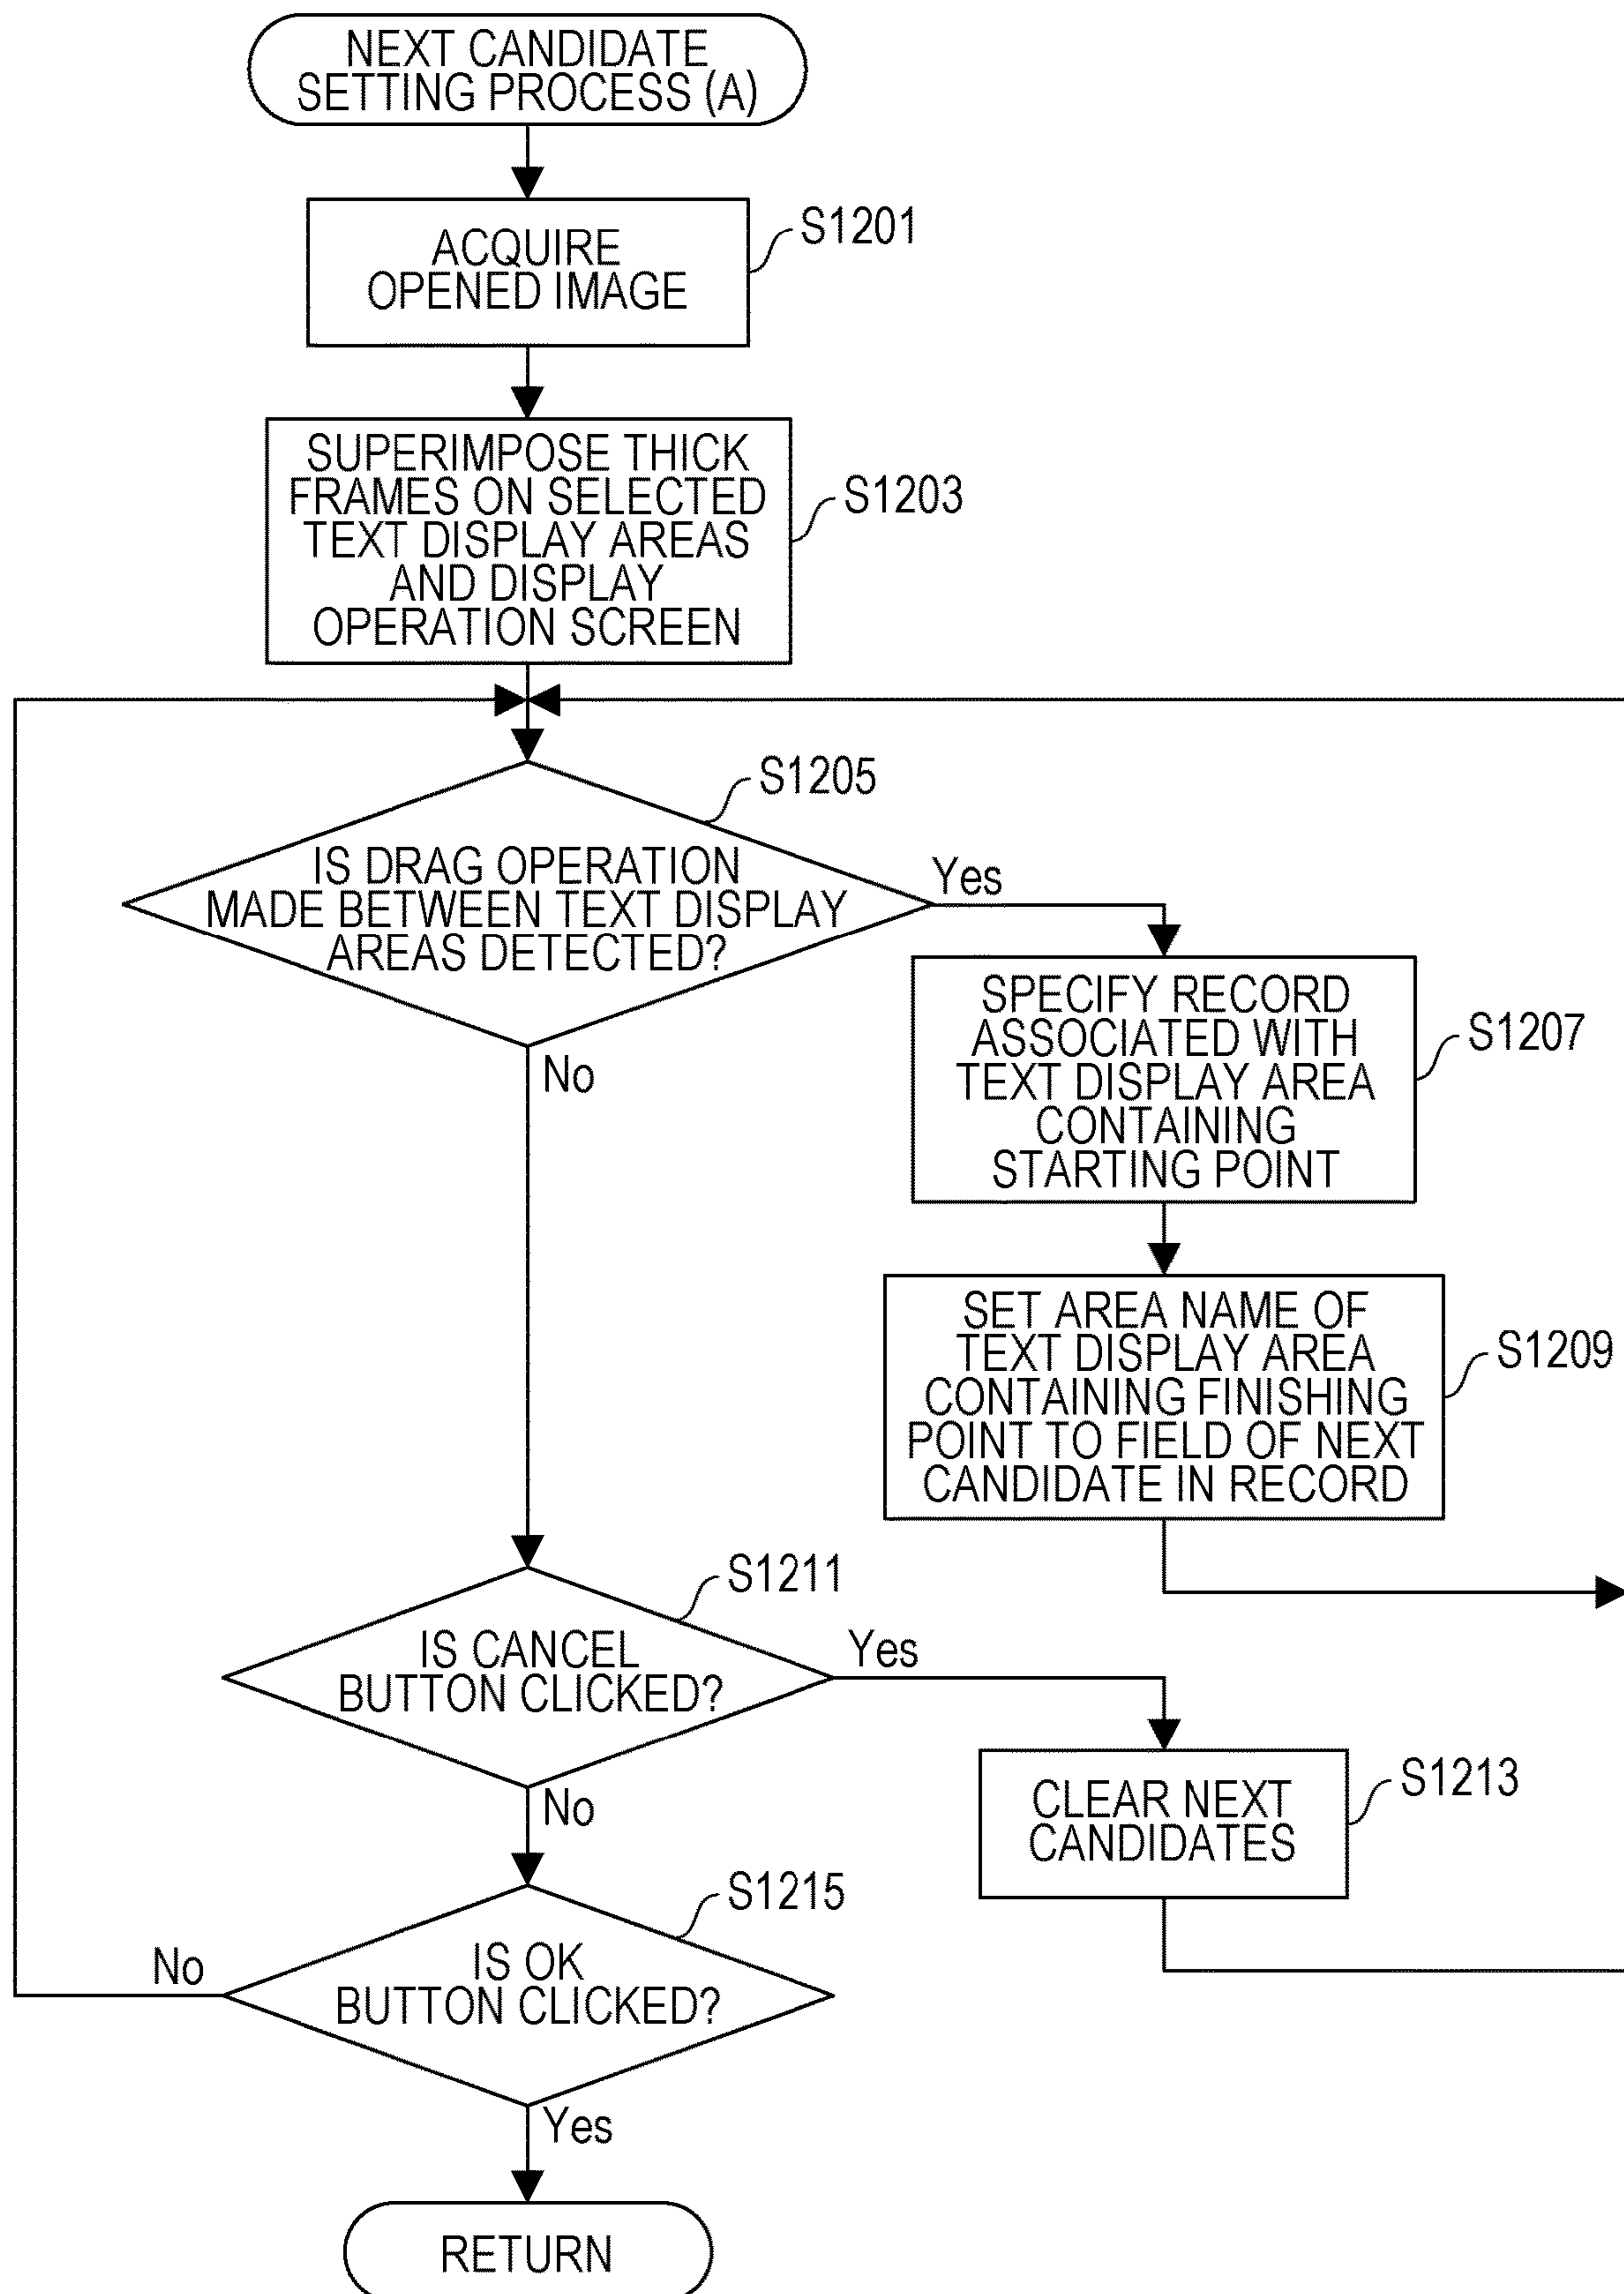 NEXT CANDIDATE
SETTING PROCESS (A)
ACQUIRE
OPENED IMAGE
S1201
SUPERIMPOSE THICK
FRAMES ON SELECTED
TEXT DISPLAY AREAS
AND DISPLAY
OPERATION SCREEN
S1203
IS DRAG OPERATION
MADE BETWEEN TEXT DISPLAY
AREAS DETECTED?
S1205
Yes
No
SPECIFY RECORD
ASSOCIATED WITH
TEXT DISPLAY AREA
CONTAINING
STARTING POINT
S1207
SET AREA NAME OF
TEXT DISPLAY AREA
CONTAINING FINISHING
POINT TO FIELD OF NEXT
CANDIDATE IN RECORD
S1209
IS CANCEL
BUTTON CLICKED?
S1211
Yes
No
CLEAR NEXT
CANDIDATES
S1213
IS OK
BUTTON CLICKED?
S1215
No
Yes
RETURN